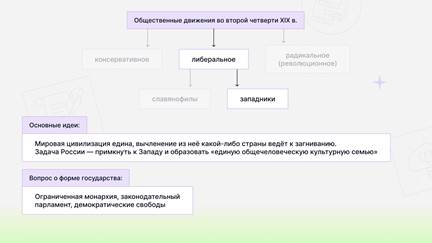 Общественные движения во второй четверти XIX в.
консервативное
либеральное
радикальное
(революционное)
славянофилы
западники
Основные идеи:
Мировая цивилизация едина, вычленение из неё какой-либо страны ведёт к загниванию.
Задача России — примкнуть к Западу и образовать «единую общечеловеческую культурную семью»
Вопрос о форме государства:
Ограниченная монархия, законодательный
парламент, демократические свободы